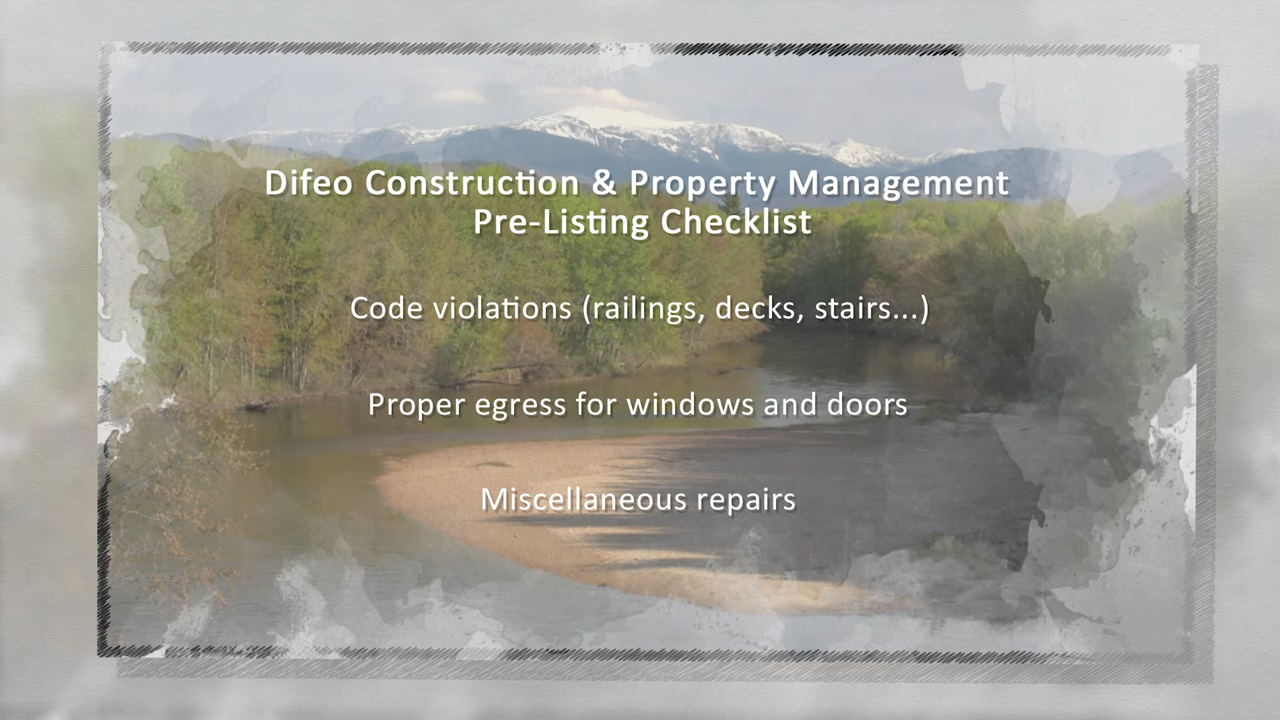 Difeo Construction & Property Management
Pre-Listing Checklist
Code violations (railings, decks, stairs...)
Proper egress for windows and doors
Miscellaneous repairs